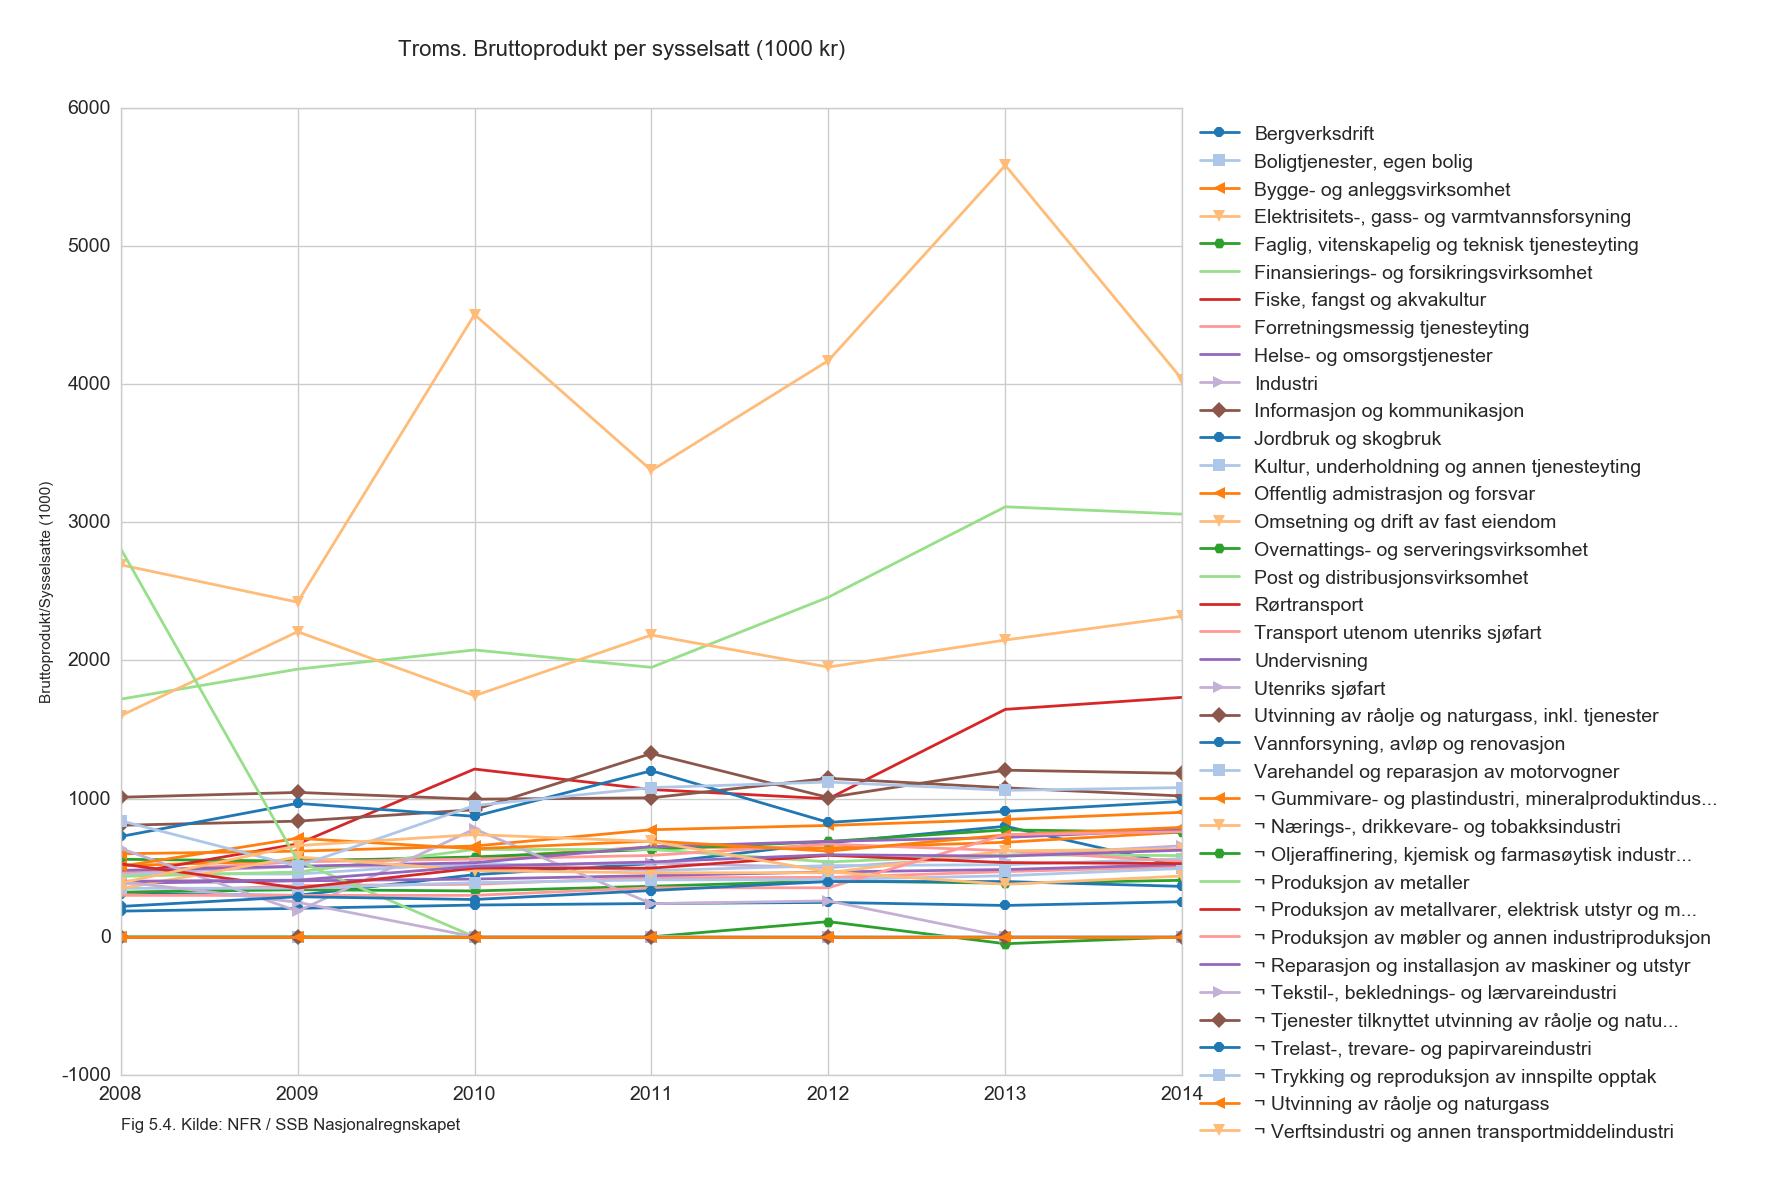 Troms. Bruttoprodukt per sysselsatt (1000 kr)
6000
5000
4000
3000
2000
1000
0
-1000
Bruttoprodukt/Sysselsatte (1000)
2008
2009
2010
2011
2012
2013
2014
Fig 5.4. Kilde: NFR / SSB Nasjonalregnskapet
Bergverksdrift
Boligtjenester, egen bolig
Bygge- og anleggsvirksomhet
Elektrisitets-, gass- og varmtvannsforsyning
Faglig, vitenskapelig og teknisk tjenesteyting
Finansierings- og forsikringsvirksomhet
Fiske, fangst og akvakultur
Forretningsmessig tjenesteyting
Helse- og omsorgstjenester
Industri
Informasjon og kommunikasjon
Jordbruk og skogbruk
Kultur, underholdning og annen tjenesteyting
Offentlig admistrasjon og forsvar
Omsetning og drift av fast eiendom
Overnattings- og serveringsvirksomhet
Post og distribusjonsvirksomhet
Rørtransport
Transport utenom utenriks sjøfart
Undervisning
Utenriks sjøfart
Utvinning av råolje og naturgass, inkl. tjenester
Vannforsyning, avløp og renovasjon
Varehandel og reparasjon av motorvogner
¬ Gummivare- og plastindustri, mineralproduktindus...
¬ Nærings-, drikkevare- og tobakksindustri
¬ Oljeraffinering, kjemisk og farmasøytisk industr...
¬ Produksjon av metaller
¬ Produksjon av metallvarer, elektrisk utstyr og m...
¬ Produksjon av møbler og annen industriproduksjon
¬ Reparasjon og installasjon av maskiner og utstyr
¬ Tekstil-, beklednings- og lærvareindustri
¬ Tjenester tilknyttet utvinning av råolje og natu...
¬ Trelast-, trevare- og papirvareindustri
¬ Trykking og reproduksjon av innspilte opptak
¬ Utvinning av råolje og naturgass
¬ Verftsindustri og annen transportmiddelindustri